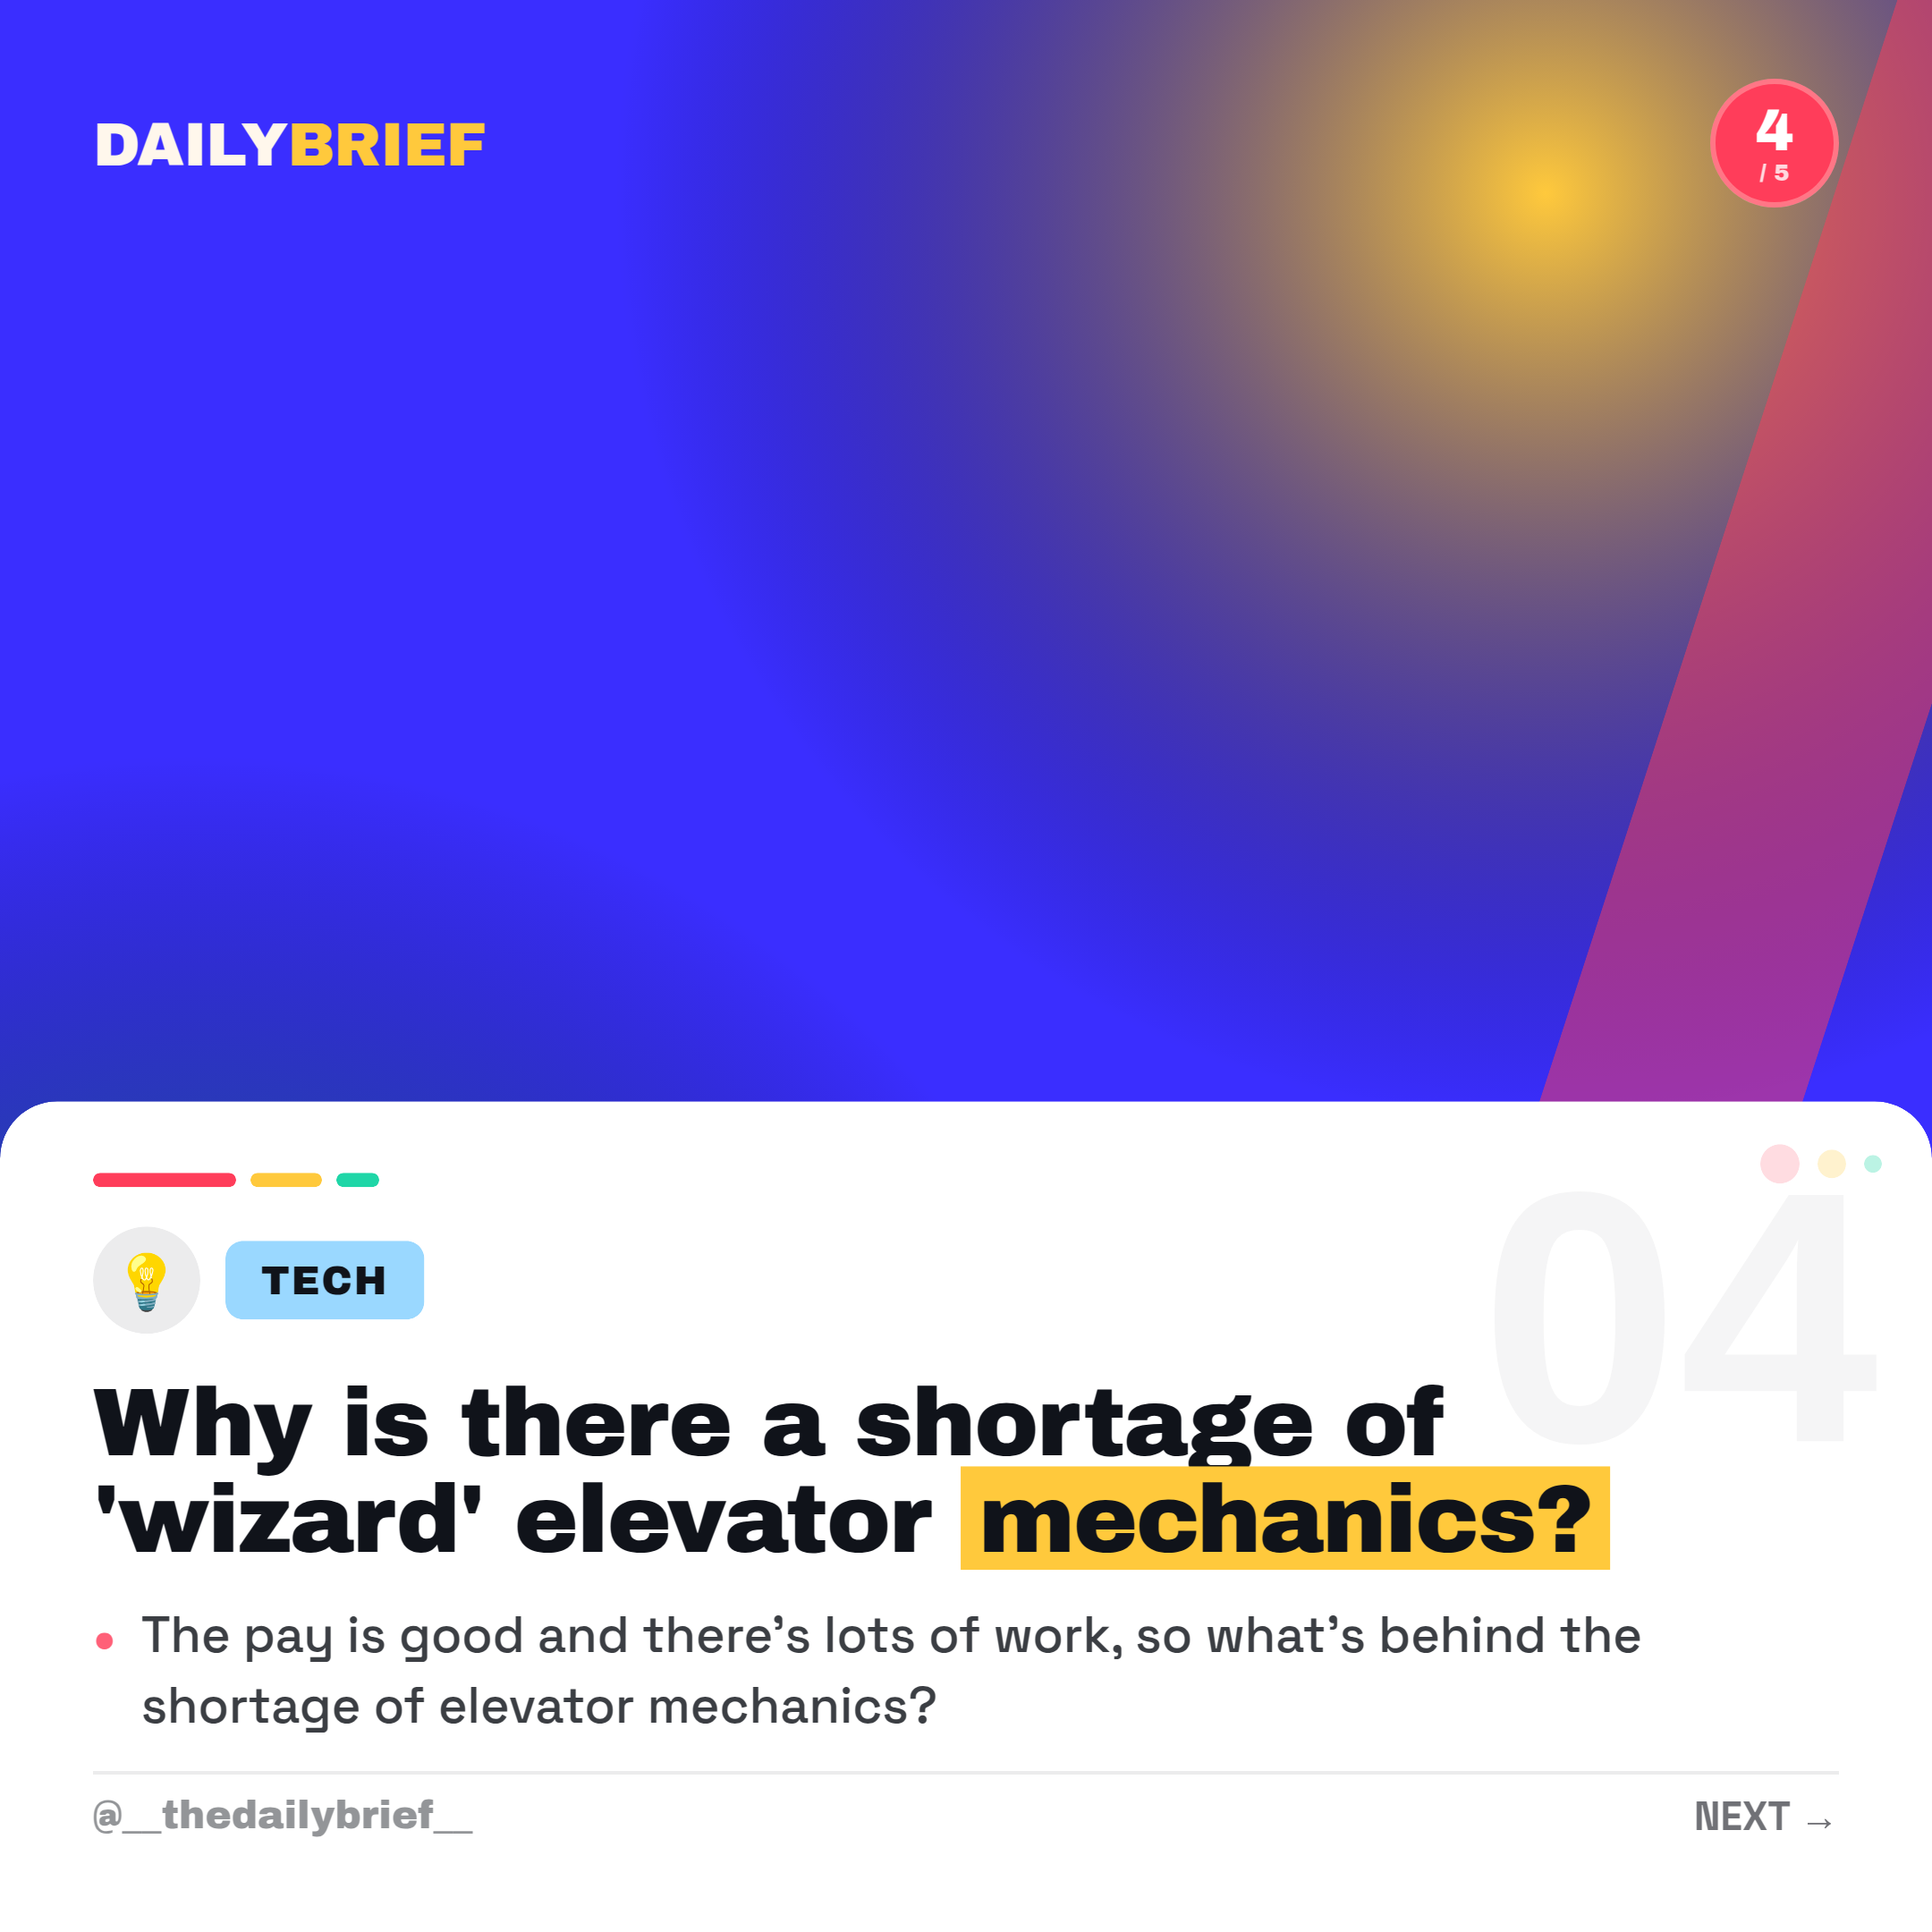 DAILYBRIEF
4
/ 5
04
TECH
Why is there a shortage of
'wizard' elevator mechanics?
• The pay is good and there’s lots of work, so what’s behind the
shortage of elevator mechanics?
@__thedailybrief__
NEXT →